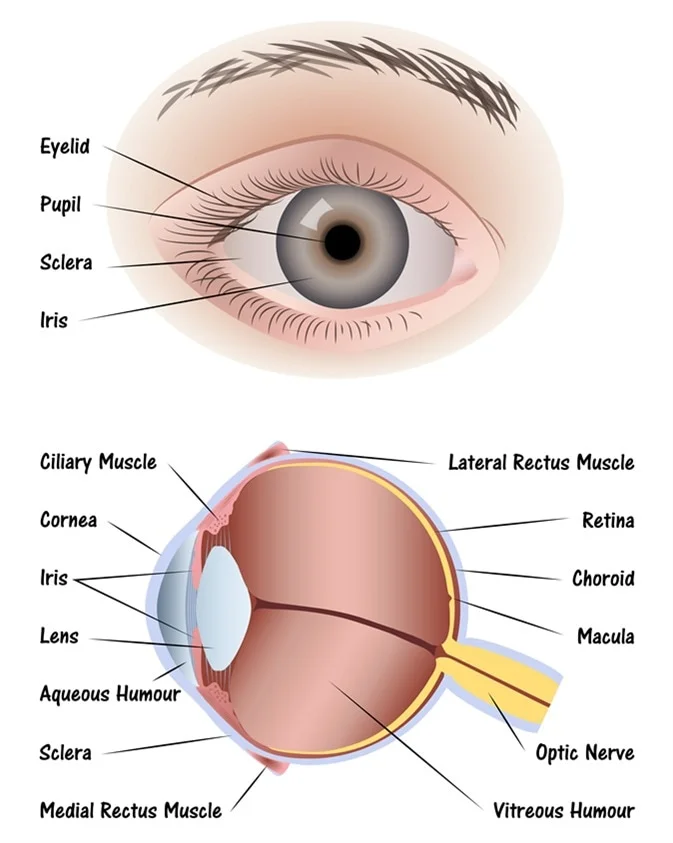 Eyelid
Pupil
Sclera
Iris
Ciliary Muscle
Lateral Rectus Muscle
Cornea
Retina
Iris
Choroid
Lens
Macula
Aqueous Humour
Sclera
Optic Nerve
Medial Rectus Muscle
Vitreous Humour